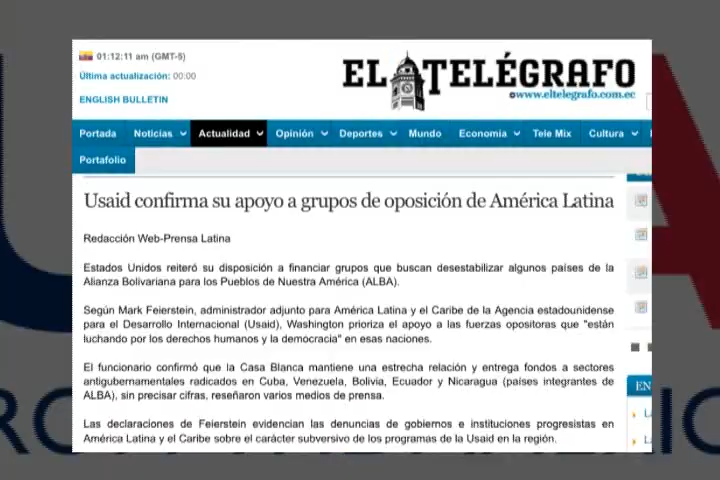 01:12:11 am (GMT-5)
Última actualización: 00:00
ENGLISH BULLETIN
EL TELÉGRAFO
www.eltelegrafo.com.ec
Portada Noticias Actualidad Opinión Deportes Mundo Economía Tele Mix Cultura
Portafolio
Usaid confirma su apoyo a grupos de oposición de América Latina
Redacción Web-Prensa Latina
Estados Unidos reiteró su disposición a financiar grupos que buscan desestabilizar algunos países de la
Alianza Bolivariana para los Pueblos de Nuestra América (ALBA).
Según Mark Feierstein, administrador adjunto para América Latina y el Caribe de la Agencia estadounidense
para el Desarrollo Internacional (Usaid), Washington prioriza el apoyo a las fuerzas opositoras que "están
luchando por los derechos humanos y la democracia" en esas naciones.
El funcionario confirmó que la Casa Blanca mantiene una estrecha relación y entrega fondos a sectores
antigubernamentales radicados en Cuba, Venezuela, Bolivia, Ecuador y Nicaragua (países integrantes de
ALBA), sin precisar cifras, reseñaron varios medios de prensa.
Las declaraciones de Feierstein evidencian las denuncias de gobiernos e instituciones progresistas en
América Latina y el Caribe sobre el carácter subversivo de los programas de la Usaid en la región.
EN